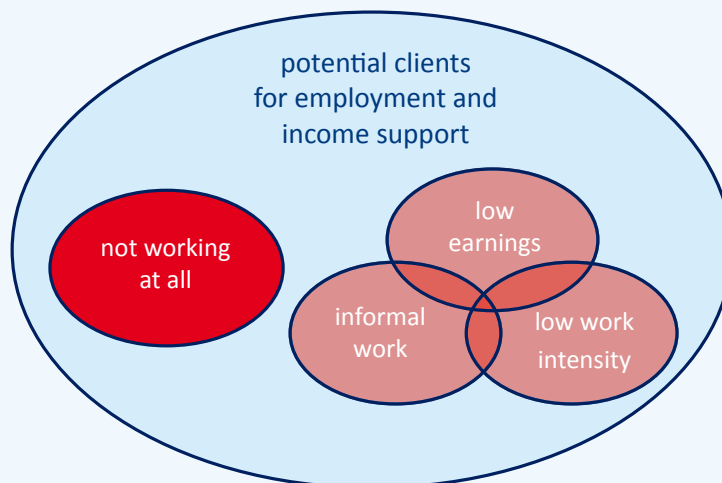 potential clients
for employment and
income support
not working
at all
low
earnings
informal
work
low work
intensity